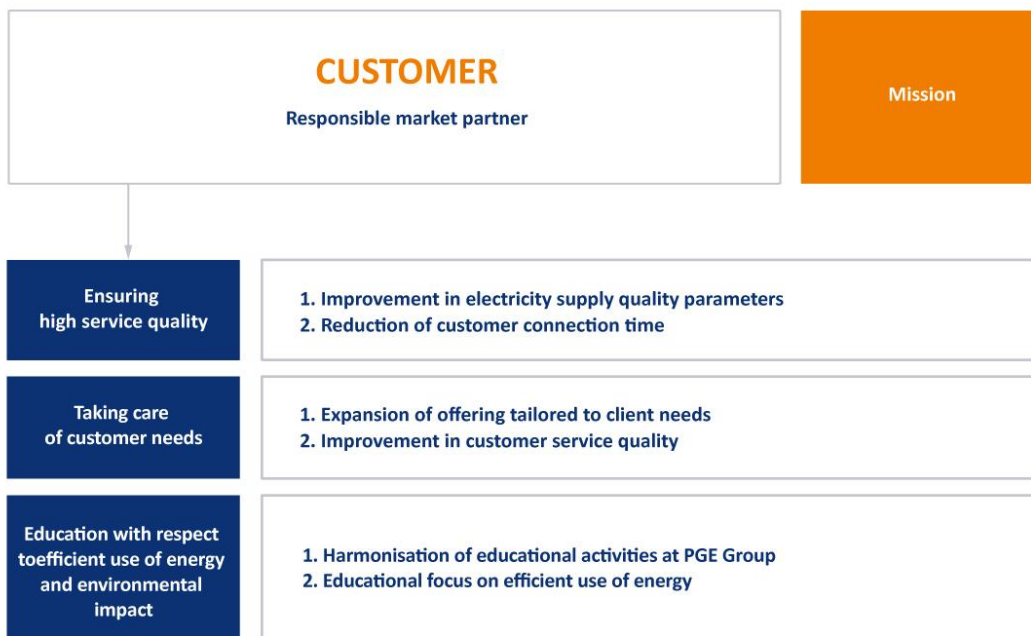 CUSTOMER
Responsible market partner
Mission
Ensuring
high service quality
1. Improvement in electricity supply quality parameters
2. Reduction of customer connection time
Taking care
of customer needs
1. Expansion of offering tailored to client needs
2. Improvement in customer service quality
Education with respect
toefficient use of energy
and environmental
impact
1. Harmonisation of educational activities at PGE Group
2. Educational focus on efficient use of energy